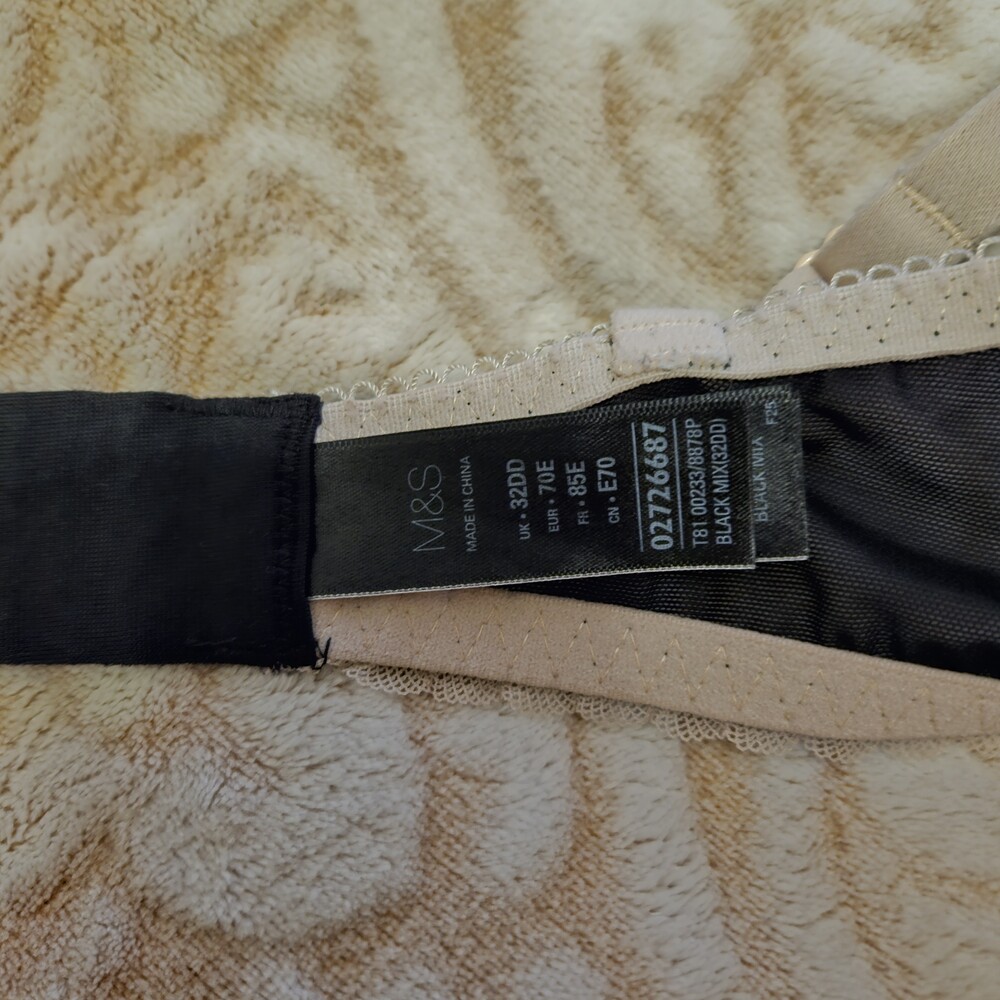 M&S
MADE IN CHINA
UK • 32DD
EUR • 70E
FR • 85E
CN • E70
02726687
T81 00233/8878P
BLACK MIX(32DD)
BLACK MIX
F25